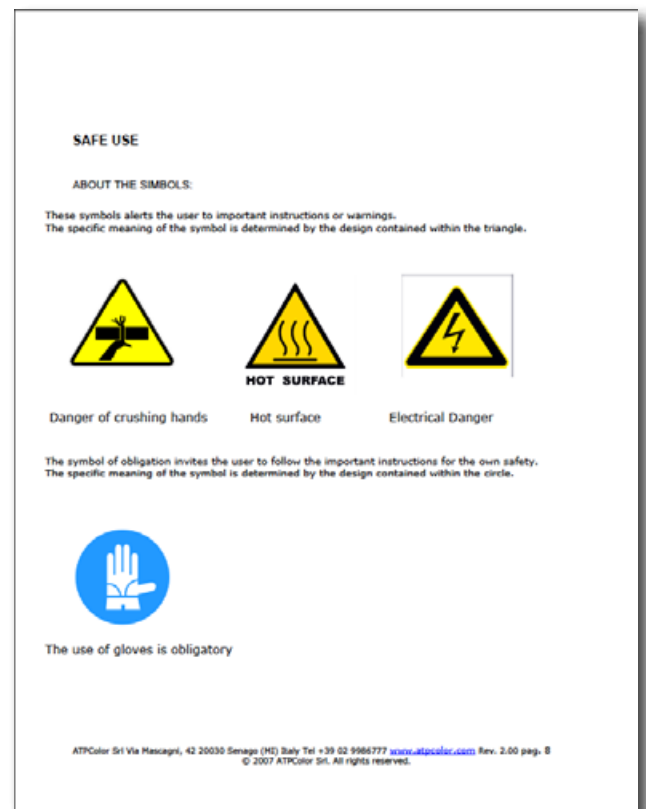 SAFE USE
ABOUT THE SIMBOLS:
These symbols alerts the user to important instructions or warnings.
The specific meaning of the symbol is determined by the design contained within the triangle.
HOT SURFACE
Danger of crushing hands Hot surface Electrical Danger
The symbol of obligation invites the user to follow the important instructions for the own safety.
The specific meaning of the symbol is determined by the design contained within the circle.
The use of gloves is obligatory
ATPColor Srl Via Mascagni, 42 20030 Senago (MI) Italy Tel +39 02 9986777 www.atpcolor.com Rev. 2.00 pag. 8
© 2007 ATPColor Srl. All rights reserved.